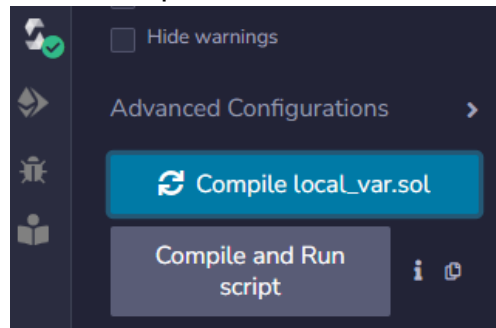 Hide warnings
Advanced Configurations
Compile local_var.sol
Compile and Run
script